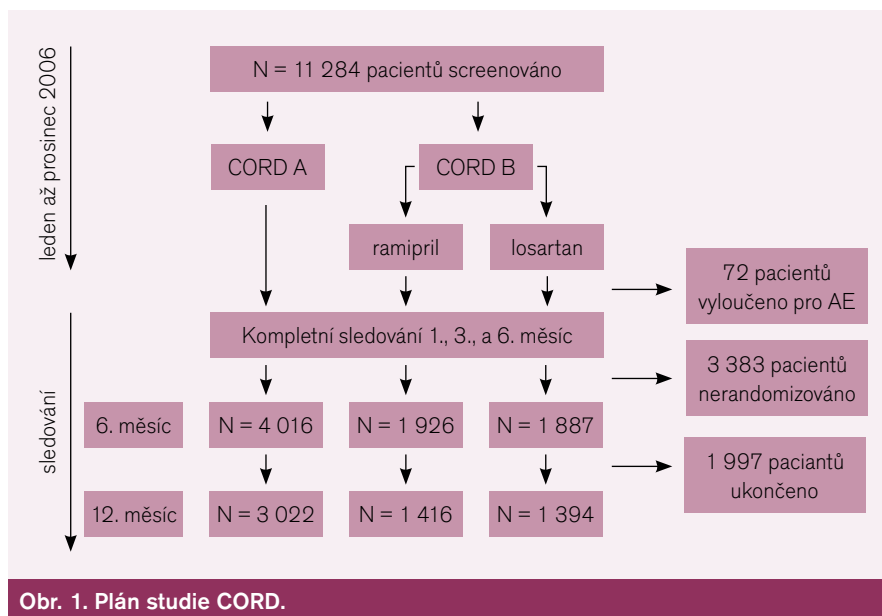 leden až prosinec 2006
N = 11 284 pacientů screenováno
CORD A
CORD B
ramipril
losartan
72 pacientů
vyloučeno pro AE
Kompletní sledování 1., 3., a 6. měsíc
3 383 pacientů
nerandomizováno
sledování
6. měsíc
N = 4 016
N = 1 926
N = 1 887
1 997 paciantů
ukončeno
12. měsíc
N = 3 022
N = 1 416
N = 1 394
Obr. 1. Plán studie CORD.